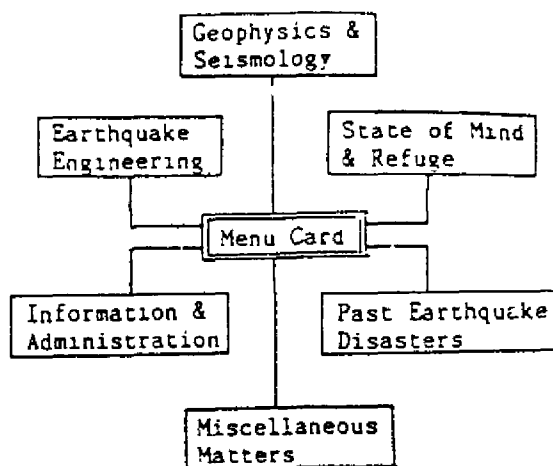 Geophysics &
Seismology
Earthquake
Engineering
State of Mind
& Refuge
Menu Card
Information &
Administration
Past Earthquake
Disasters
Miscellaneous
Matters